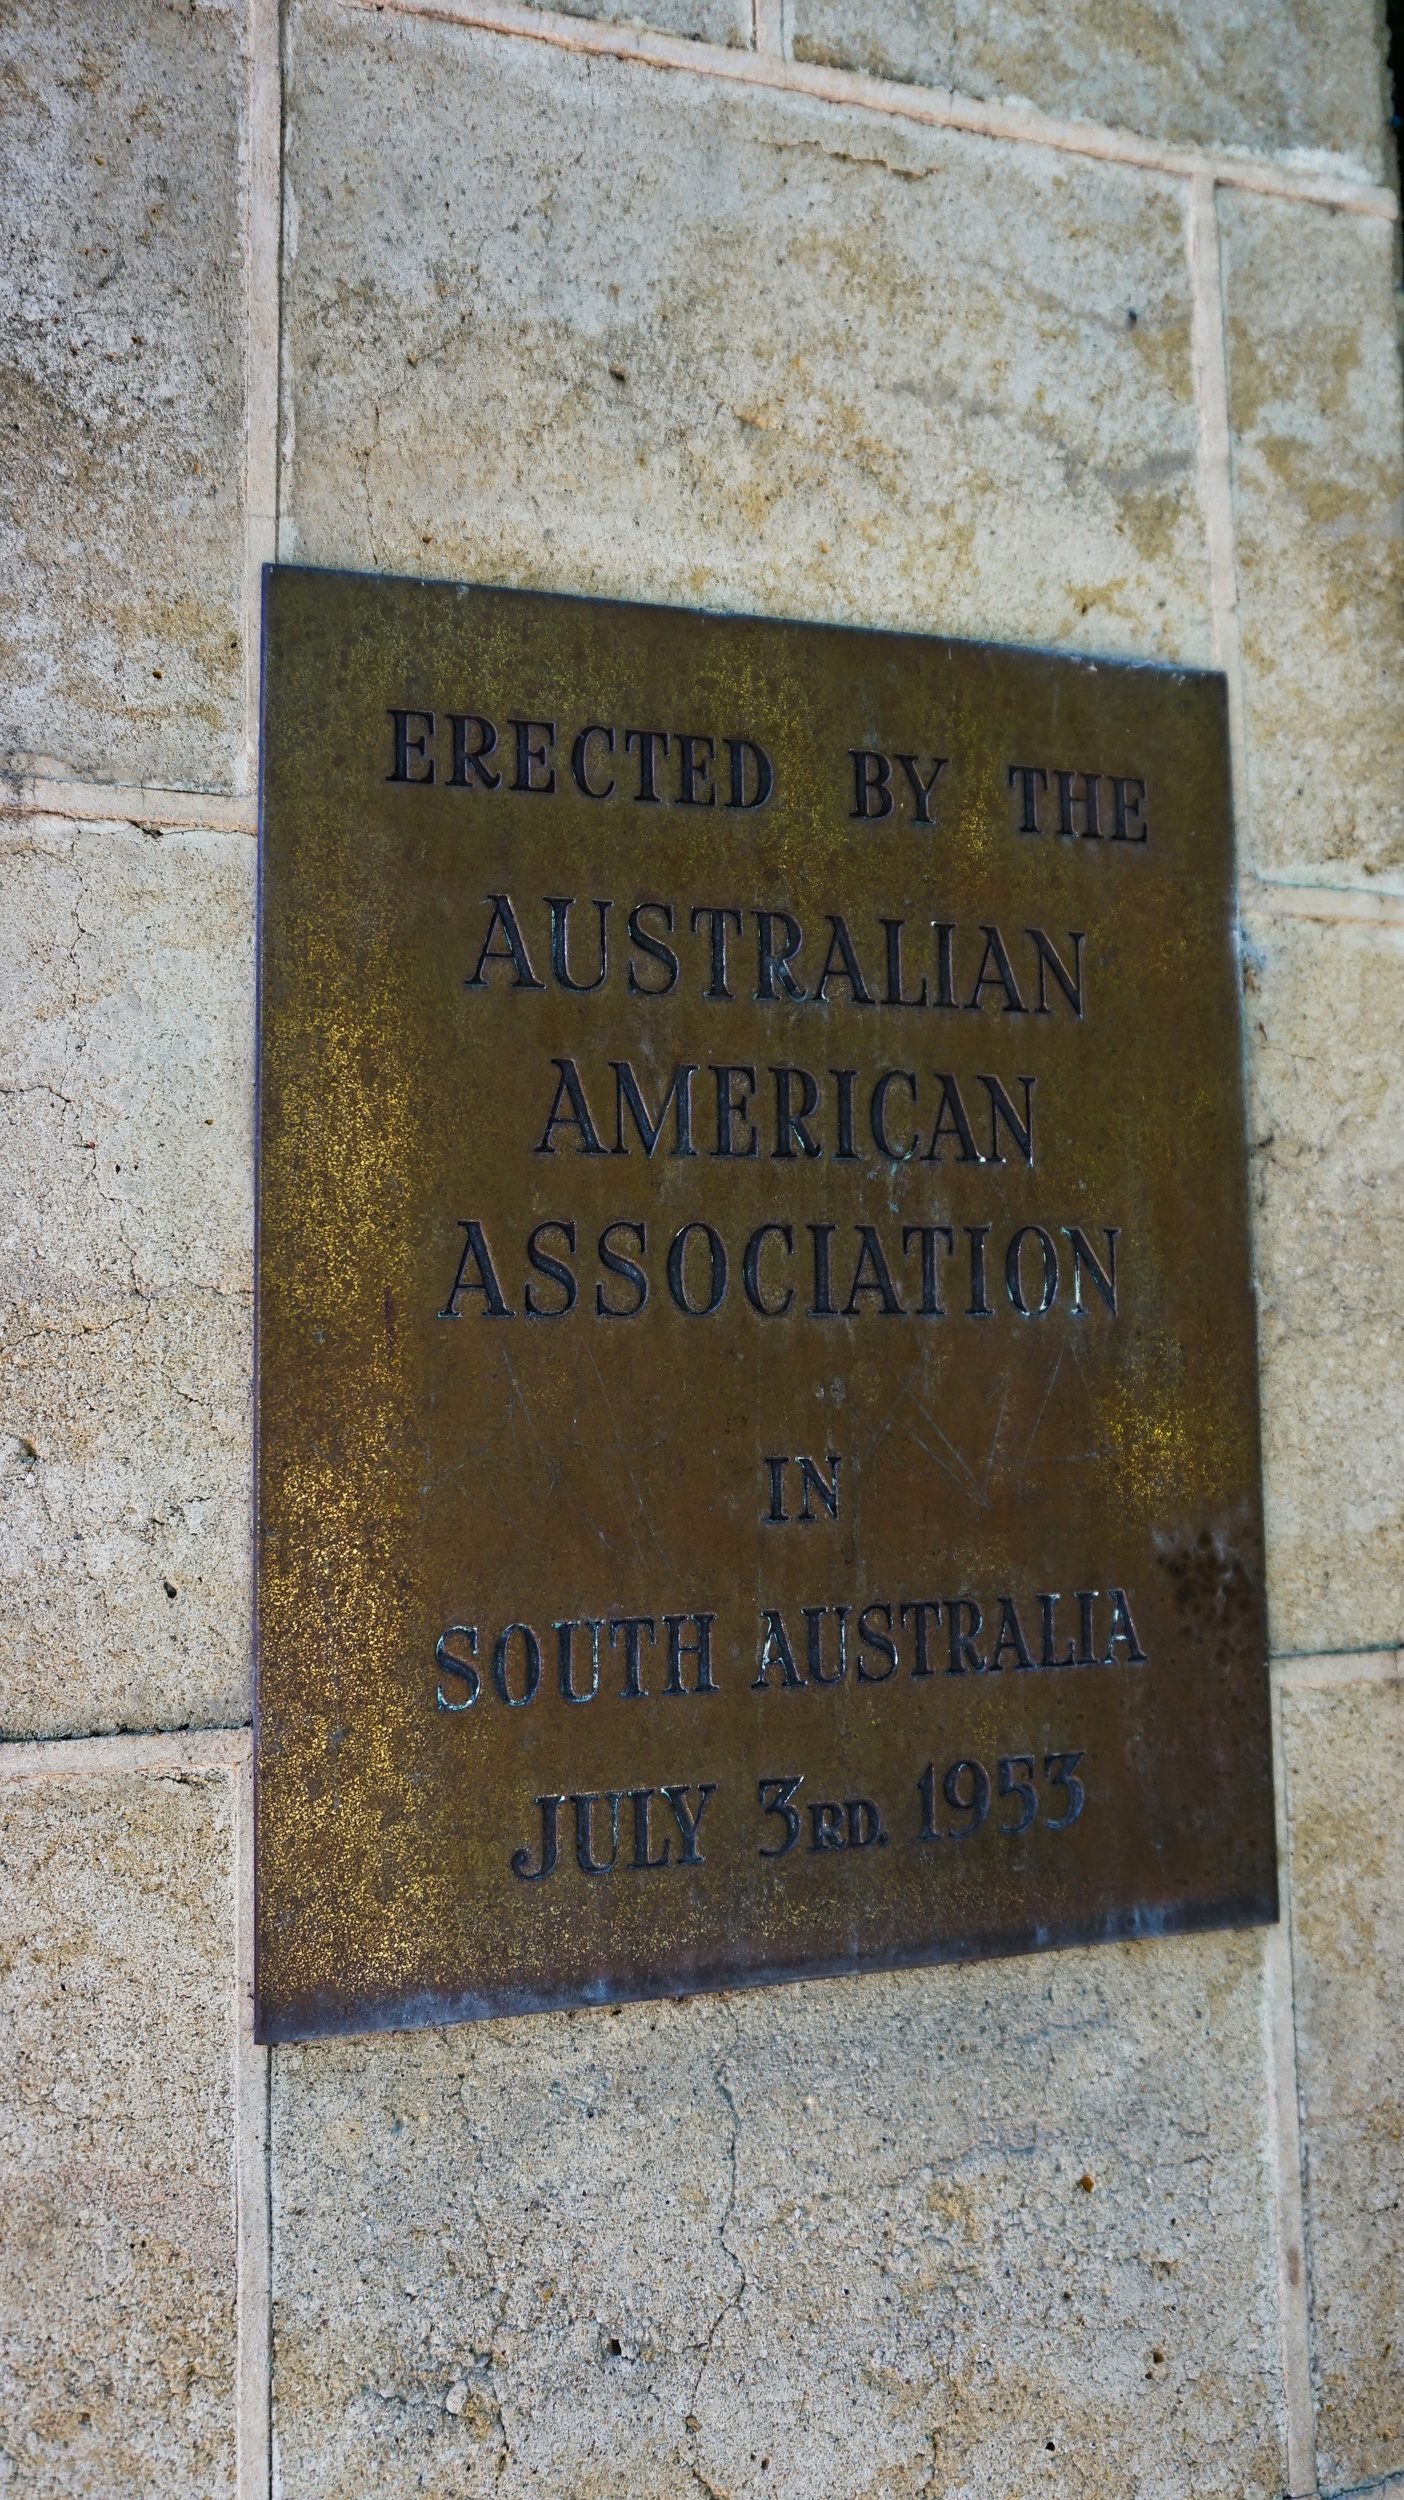 ERECTED BY THE
AUSTRALIAN
AMERICAN
ASSOCIATION
IN
SOUTH AUSTRALIA
JULY 3RD. 1953